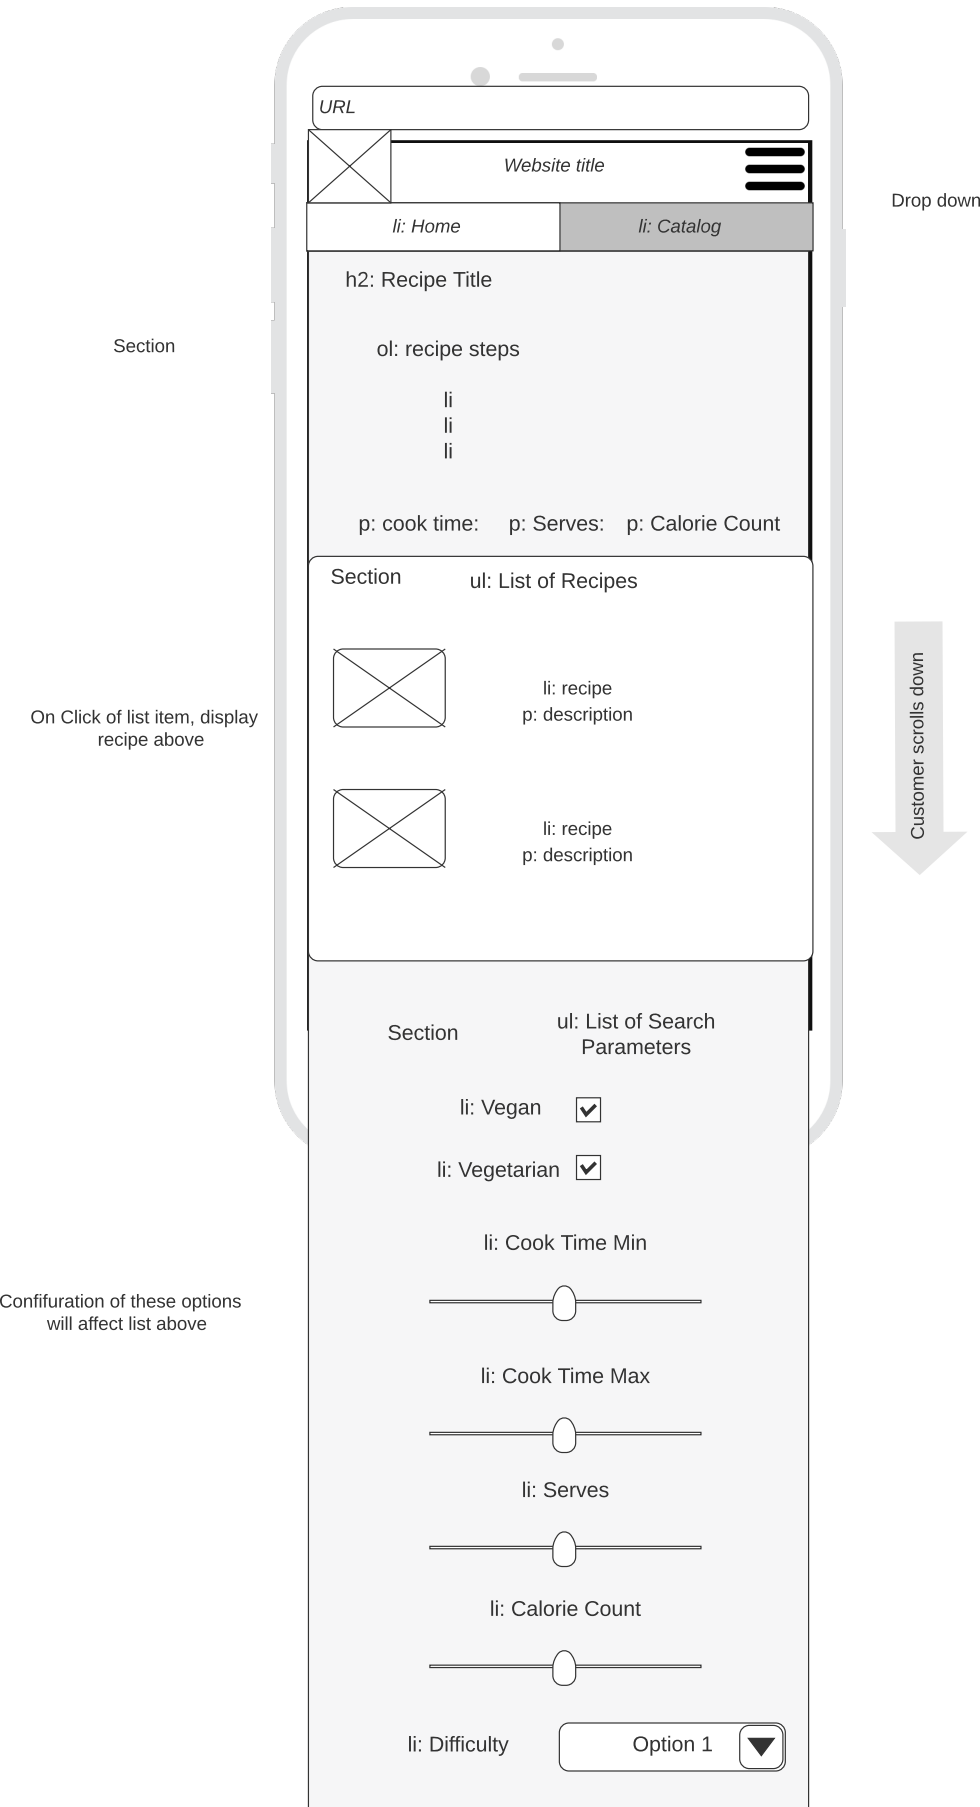 URL
Website title
Drop down
li: Home
li: Catalog
h2: Recipe Title
Section
ol: recipe steps
li
li
li
p: cook time:
p: Serves:
p: Calorie Count
Section
ul: List of Recipes
On Click of list item, display
recipe above
li: recipe
p: description
Customer scrolls down
li: recipe
p: description
Section
ul: List of Search
Parameters
li: Vegan
li: Vegetarian
li: Cook Time Min
Confifuration of these options
will affect list above
li: Cook Time Max
li: Serves
li: Calorie Count
li: Difficulty
Option 1